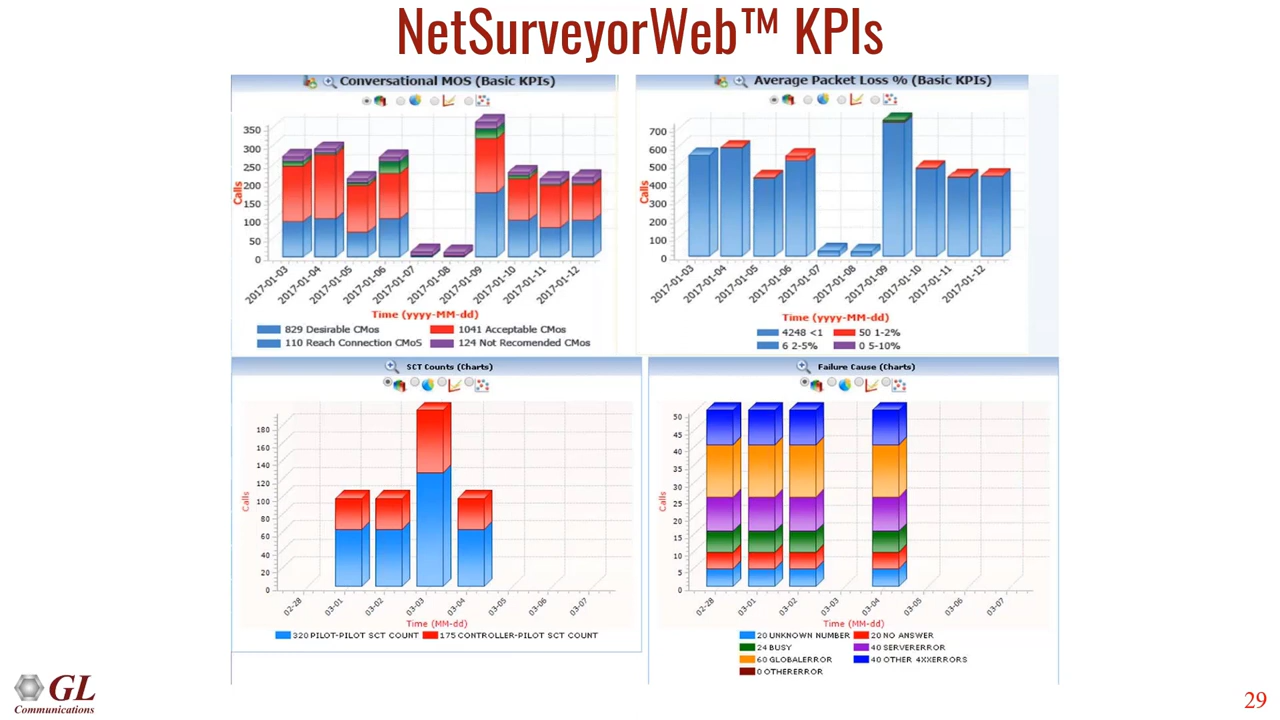 NetSurveyorWeb™ KPIs
Conversational MOS (Basic KPIs)
350
300
250
200
150
100
50
0
Calls
2017-01-03
2017-01-04
2017-01-05
2017-01-06
2017-01-07
2017-01-08
2017-01-09
2017-01-10
2017-01-11
2017-01-12
Time (yyyy-MM-dd)
829 Desirable CMos
1041 Acceptable CMos
110 Reach Connection CMoS
124 Not Recomended CMos
Average Packet Loss % (Basic KPIs)
700
600
500
400
300
200
100
0
Calls
2017-01-03
2017-01-04
2017-01-05
2017-01-06
2017-01-07
2017-01-08
2017-01-09
2017-01-10
2017-01-11
2017-01-12
Time (yyyy-MM-dd)
4248 <1
50 1-2%
6 2-5%
0 5-10%
SCT Counts (Charts)
180
160
140
120
100
80
60
40
20
0
Calls
02-28
03-01
03-02
03-03
03-04
03-05
03-06
03-07
Time (MM-dd)
320 PILOT-PILOT SCT COUNT
175 CONTROLLER-PILOT SCT COUNT
Failure Cause (Charts)
50
45
40
35
30
25
20
15
10
5
0
Calls
02-28
03-01
03-02
03-03
03-04
03-05
03-06
03-07
Time (MM-dd)
20 UNKNOWN NUMBER
20 NO ANSWER
24 BUSY
40 SERVERERROR
60 GLOBALERROR
40 OTHER 4XXERRORS
0 OTHERERROR
GL
Communications
29